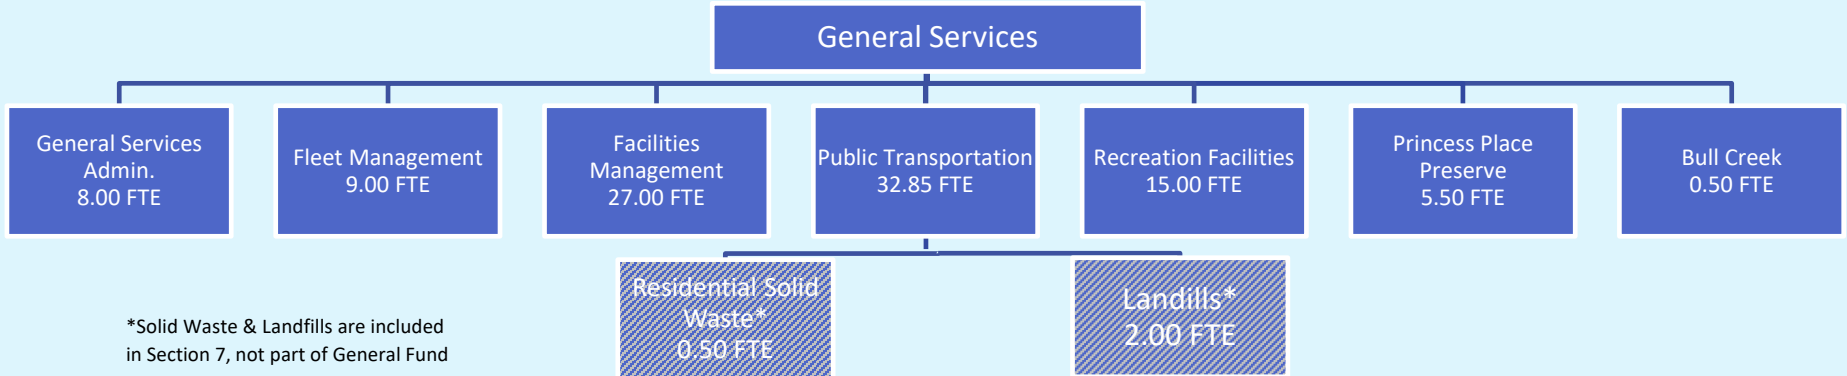 General Services
General Services
Admin.
8.00 FTE
Fleet Management
9.00 FTE
Facilities
Management
27.00 FTE
Public Transportation
32.85 FTE
Recreation Facilities
15.00 FTE
Princess Place
Preserve
5.50 FTE
Bull Creek
0.50 FTE
Residential Solid
Waste*
0.50 FTE
Landills*
2.00 FTE
*Solid Waste & Landfills are included
in Section 7, not part of General Fund